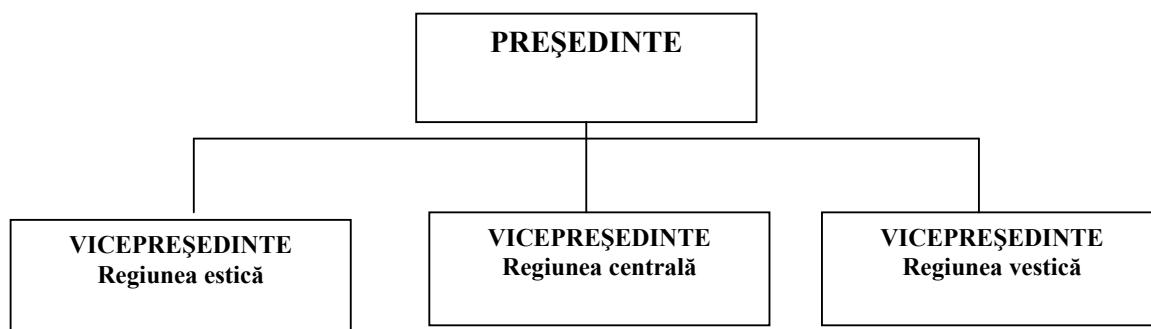 PREŞEDINTE
VICEPREŞEDINTE
Regiunea estică
VICEPREŞEDINTE
Regiunea centrală
VICEPREŞEDINTE
Regiunea vestică